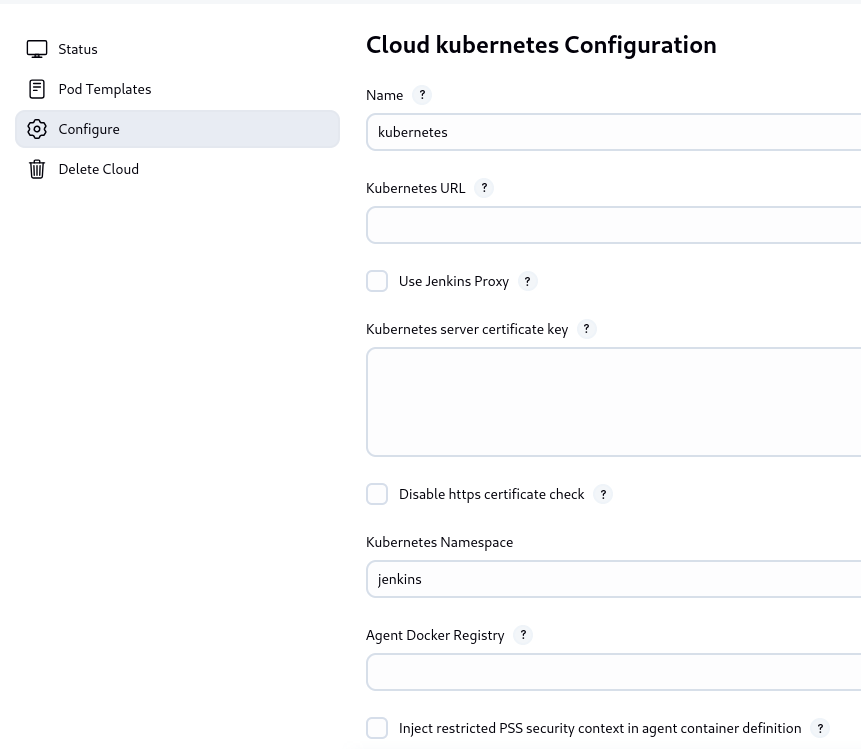 Status
Pod Templates
Configure
Delete Cloud
Cloud kubernetes Configuration
Name ?
kubernetes
Kubernetes URL ?
Use Jenkins Proxy ?
Kubernetes server certificate key ?
Disable https certificate check ?
Kubernetes Namespace
jenkins
Agent Docker Registry ?
Inject restricted PSS security context in agent container definition ?